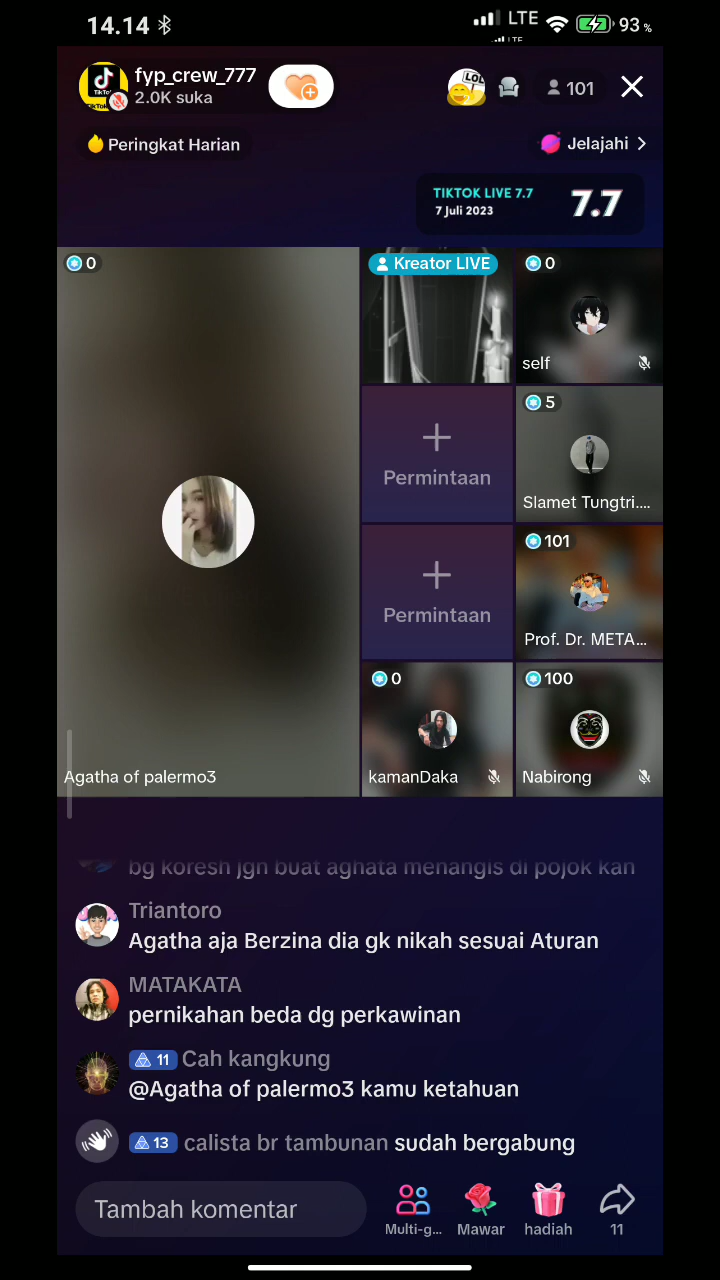 14.14 LTE 93 %
LTE
fyp_crew_777
2.0K suka
LOL
101
Peringkat Harian
Jelajahi
TIKTOK LIVE 7.7
7 Juli 2023
7.7
0
Kreator LIVE
0
self
Permintaan
5
Slamet Tungtri....
Permintaan
101
Prof. Dr. META...
Agatha of palermo3
0
kamanDaka
100
Nabirong
bg koresh jgn buat aghata menangis di pojok kan
Triantoro
Agatha aja Berzina dia gk nikah sesuai Aturan
MATAKATA
pernikahan beda dg perkawinan
11 Cah kangkung
@Agatha of palermo3 kamu ketahuan
13 calista br tambunan sudah bergabung
Tambah komentar
Multi-g...
Mawar
hadiah
11